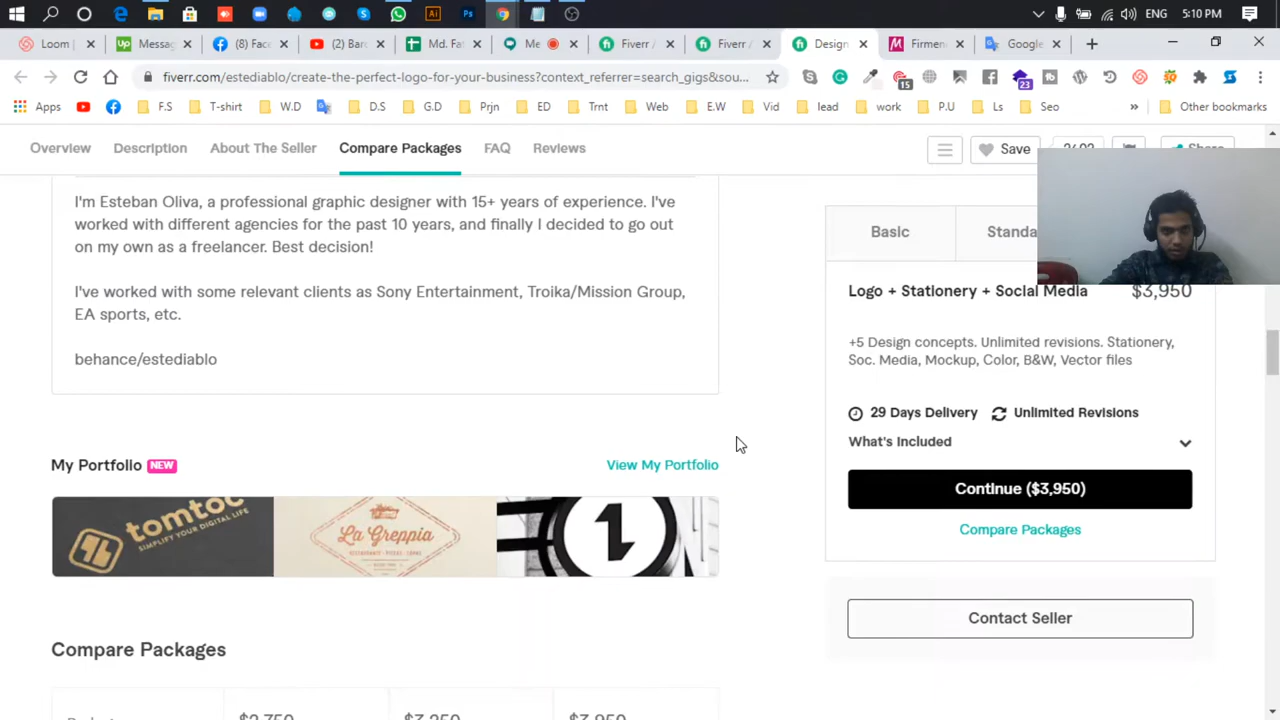 ENG
5:10 PM
Loom |
Messag
(8) Face
(2) Bar
Md. Fa
Me
Fiverr /
Fiverr /
Design
Firmen
Google
fiverr.com/estediablo/create-the-perfect-logo-for-your-business?context_referrer=search_gigs&sou...
15
23
Apps
F.S
T-shirt
W.D
D.S
G.D
Prjn
ED
Trnt
Web
E.W
Vid
lead
work
P.U
Ls
Seo
Other bookmarks
Overview
Description
About The Seller
Compare Packages
FAQ
Reviews
Save
I'm Esteban Oliva, a professional graphic designer with 15+ years of experience. I've
worked with different agencies for the past 10 years, and finally I decided to go out
on my own as a freelancer. Best decision!
I've worked with some relevant clients as Sony Entertainment, Troika/Mission Group,
EA sports, etc.
behance/estediablo
My Portfolio NEW
View My Portfolio
tomtoc
SIMPLIFY YOUR DIGITAL LIFE
La Greppia
Compare Packages
$2,750
$3,250
$3,950
Basic
Standa
Logo + Stationery + Social Media
$3,950
+5 Design concepts. Unlimited revisions. Stationery,
Soc. Media, Mockup, Color, B&W, Vector files
29 Days Delivery
Unlimited Revisions
What's Included
Continue ($3,950)
Compare Packages
Contact Seller